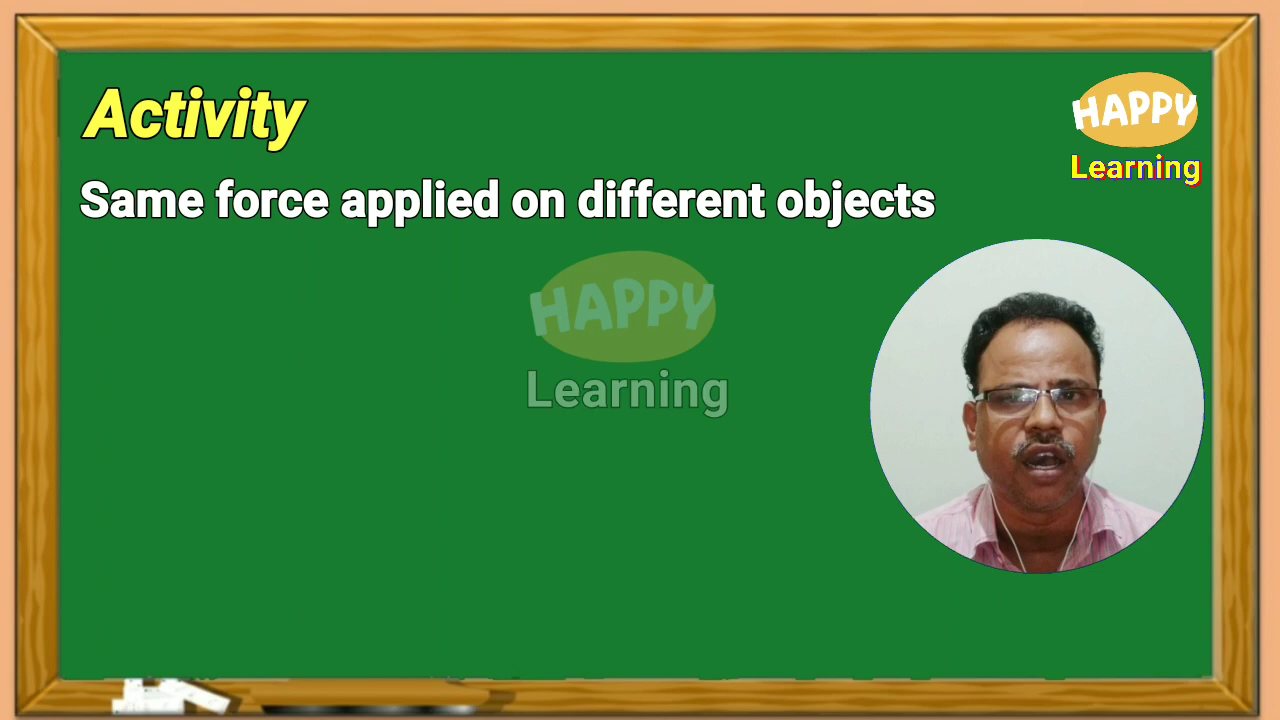 Activity
HAPPY
Learning
Same force applied on different objects
HAPPY
Learning